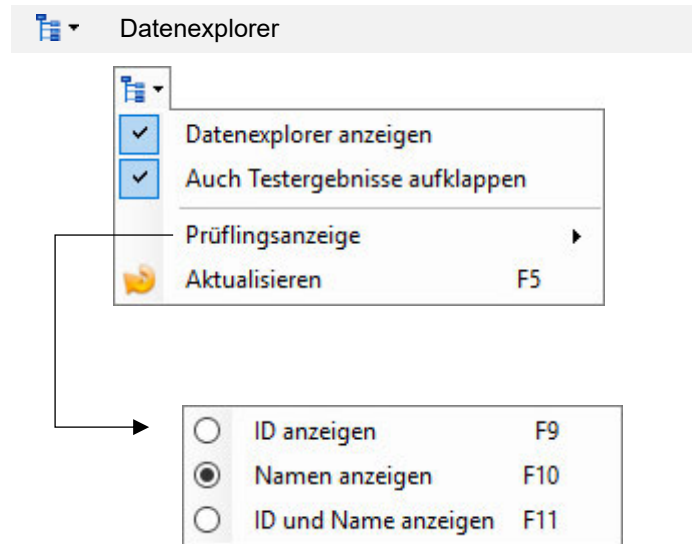 Datenexplorer
Datenexplorer anzeigen
Auch Testergebnisse aufklappen
Prüflingsanzeige
Aktualisieren F5
ID anzeigen F9
Namen anzeigen F10
ID und Name anzeigen F11